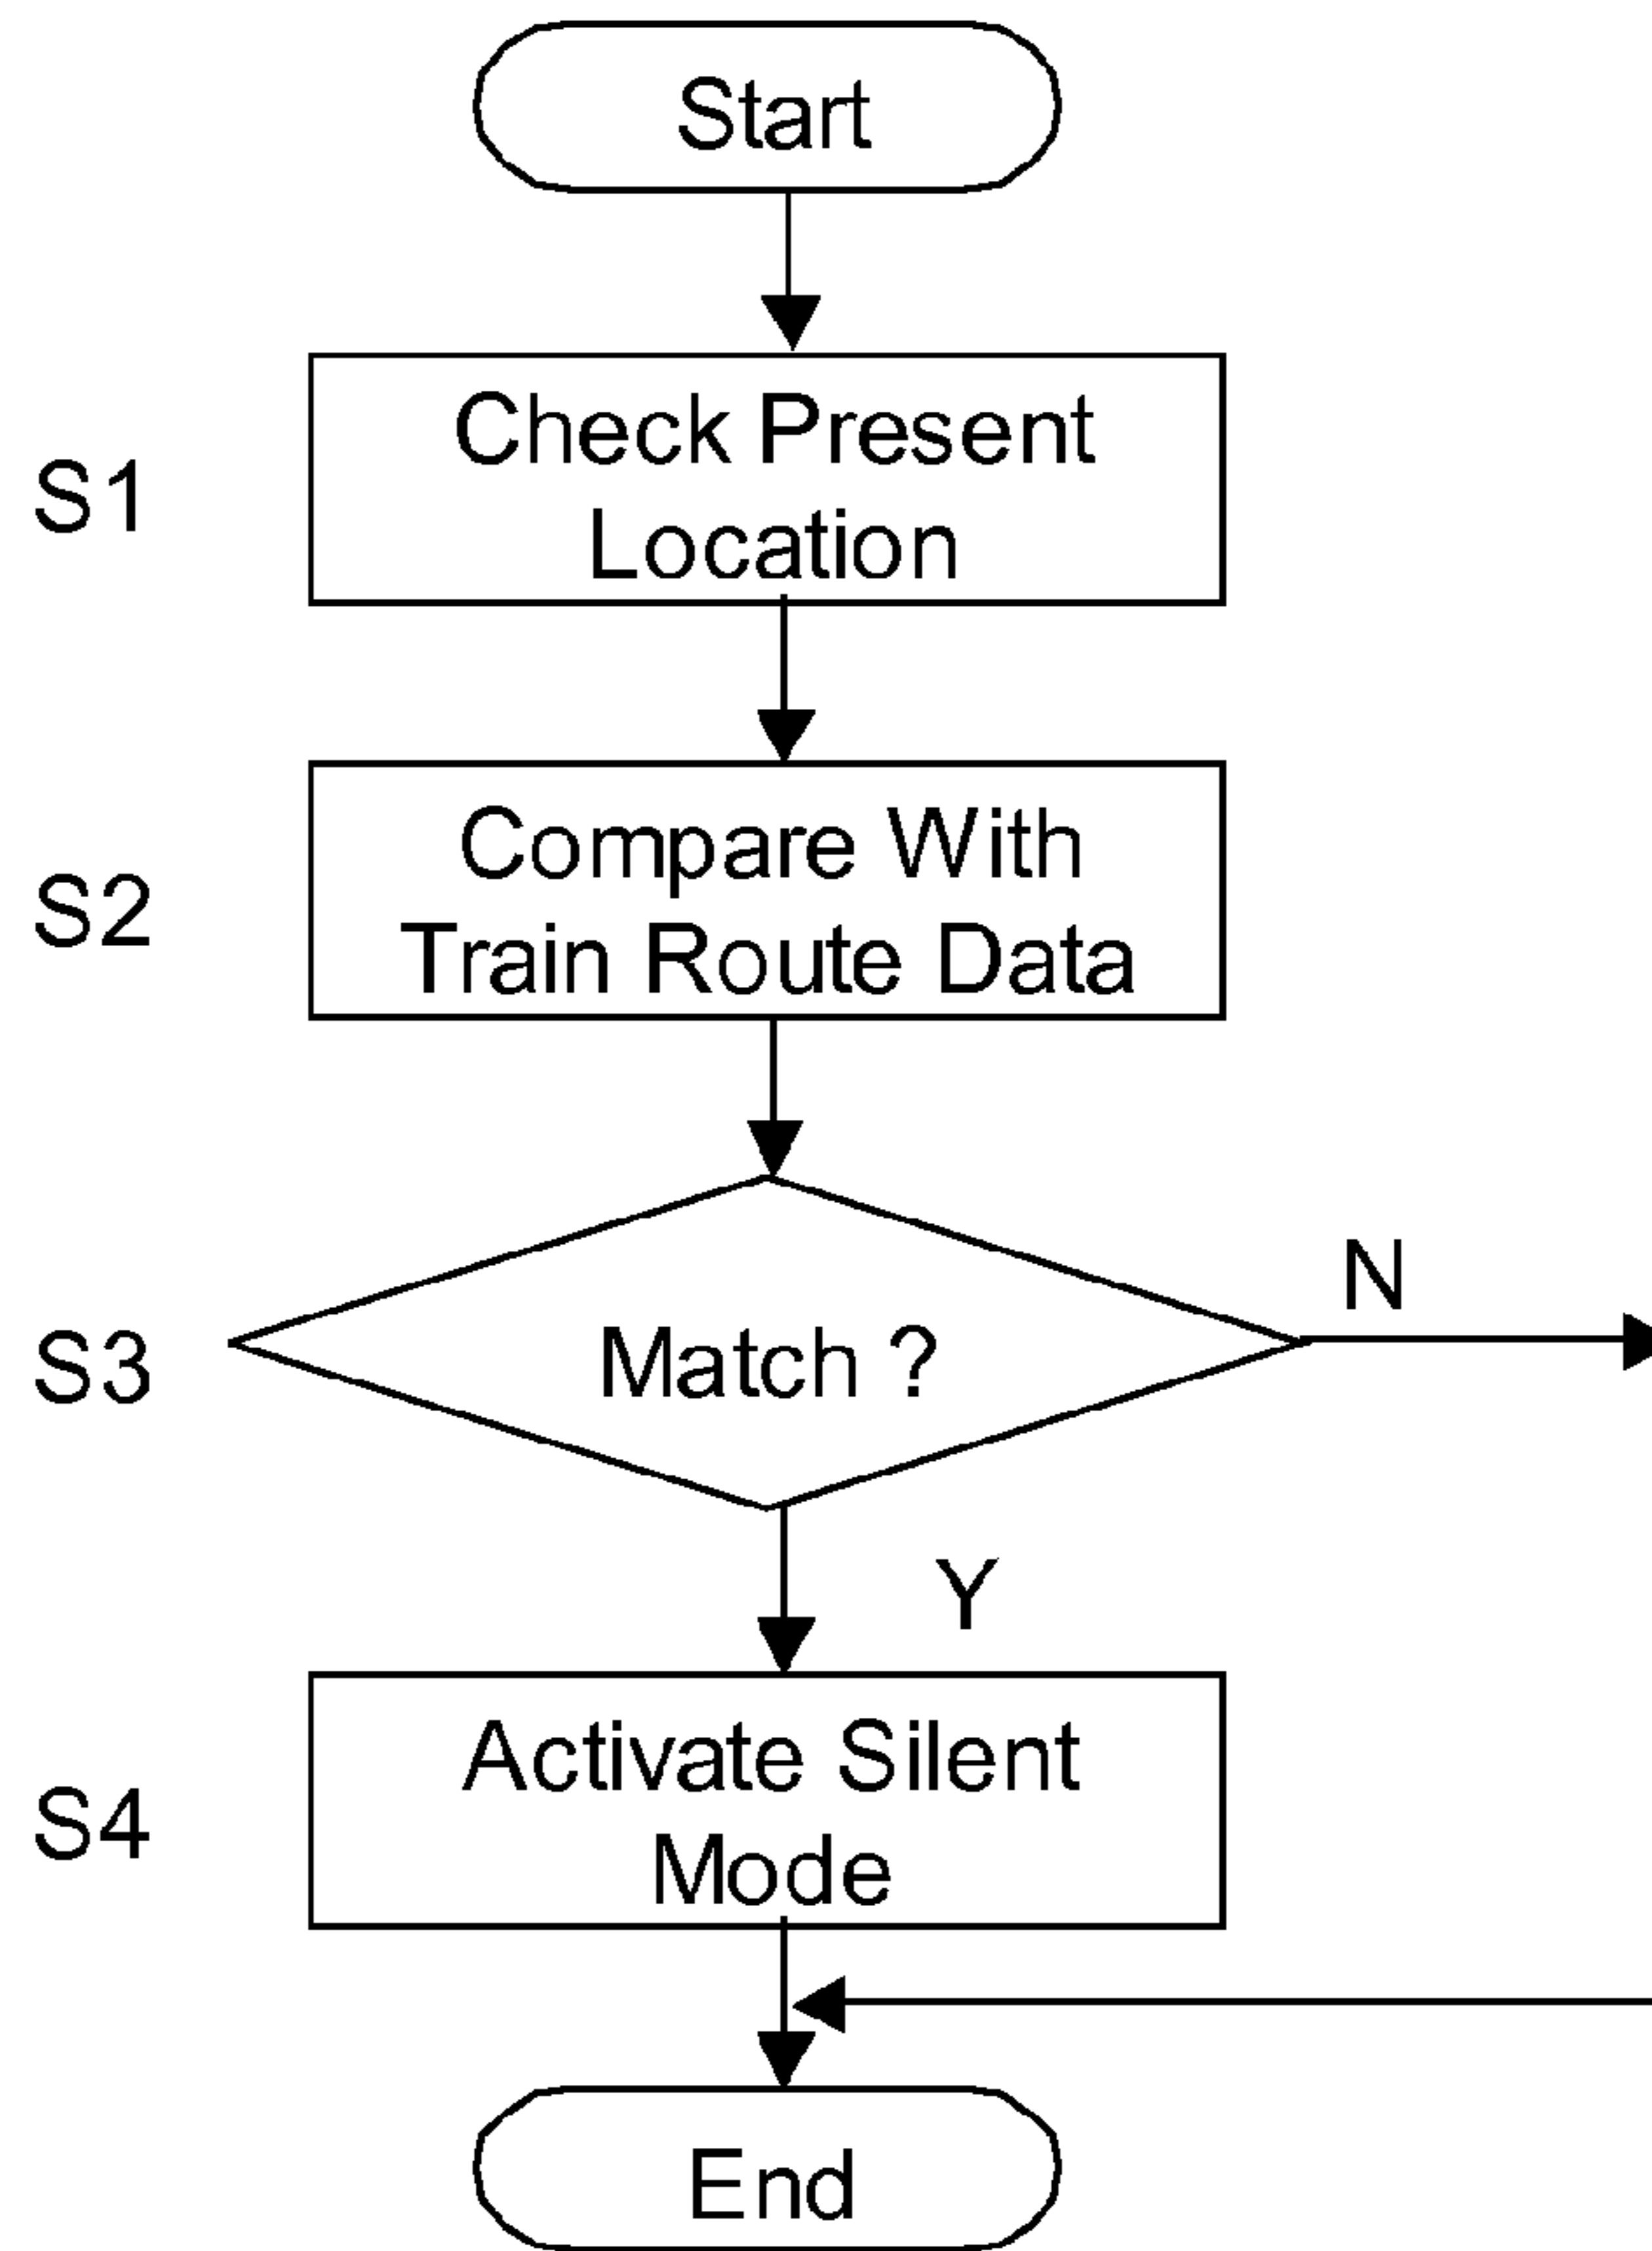 Start
S1
Check Present
Location
S2
Compare With
Train Route Data
S3
Match ?
N
Y
S4
Activate Silent
Mode
End